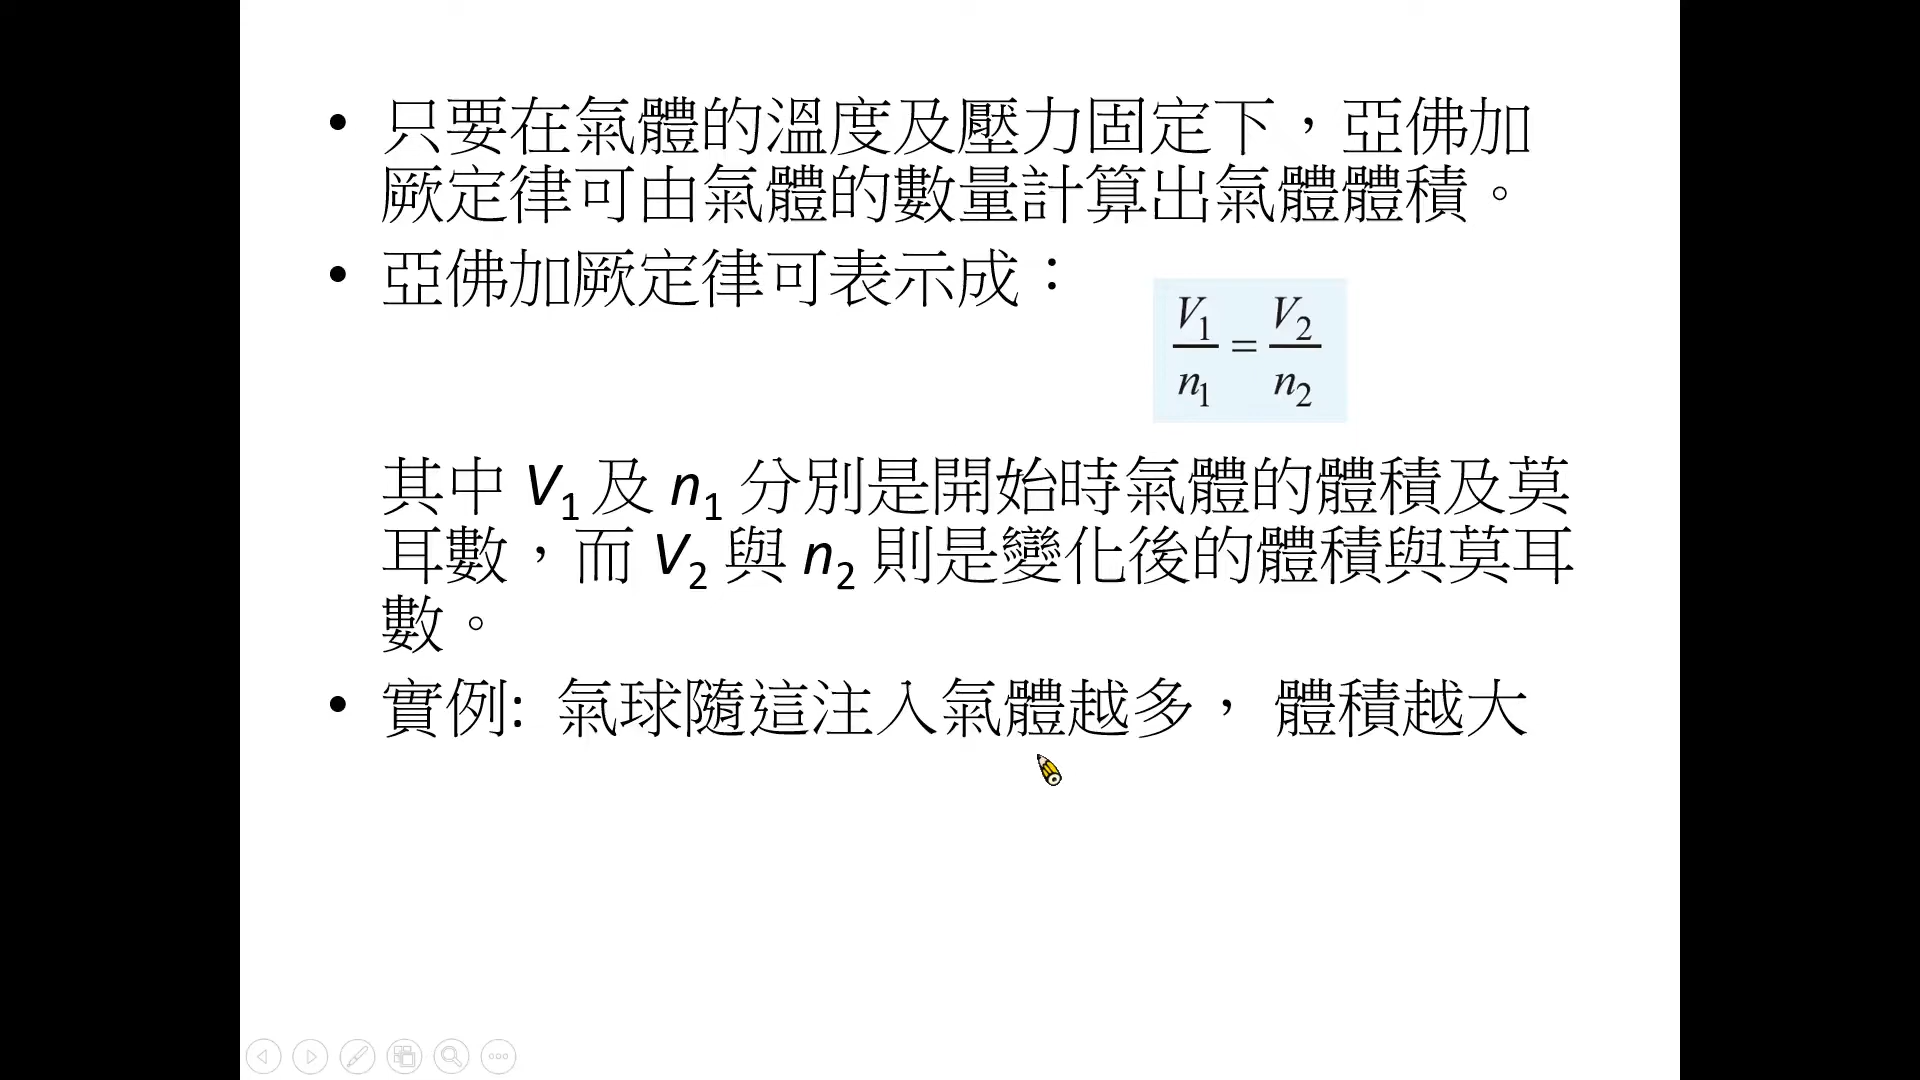 • 只要在氣體的溫度及壓力固定下，亞佛加
厥定律可由氣體的數量計算出氣體體積。
• 亞佛加厥定律可表示成：
V₁/n₁ = V₂/n₂
其中 V₁ 及 n₁ 分別是開始時氣體的體積及莫
耳數，而 V₂ 與 n₂ 則是變化後的體積與莫耳
數。
• 實例: 氣球隨這注入氣體越多， 體積越大